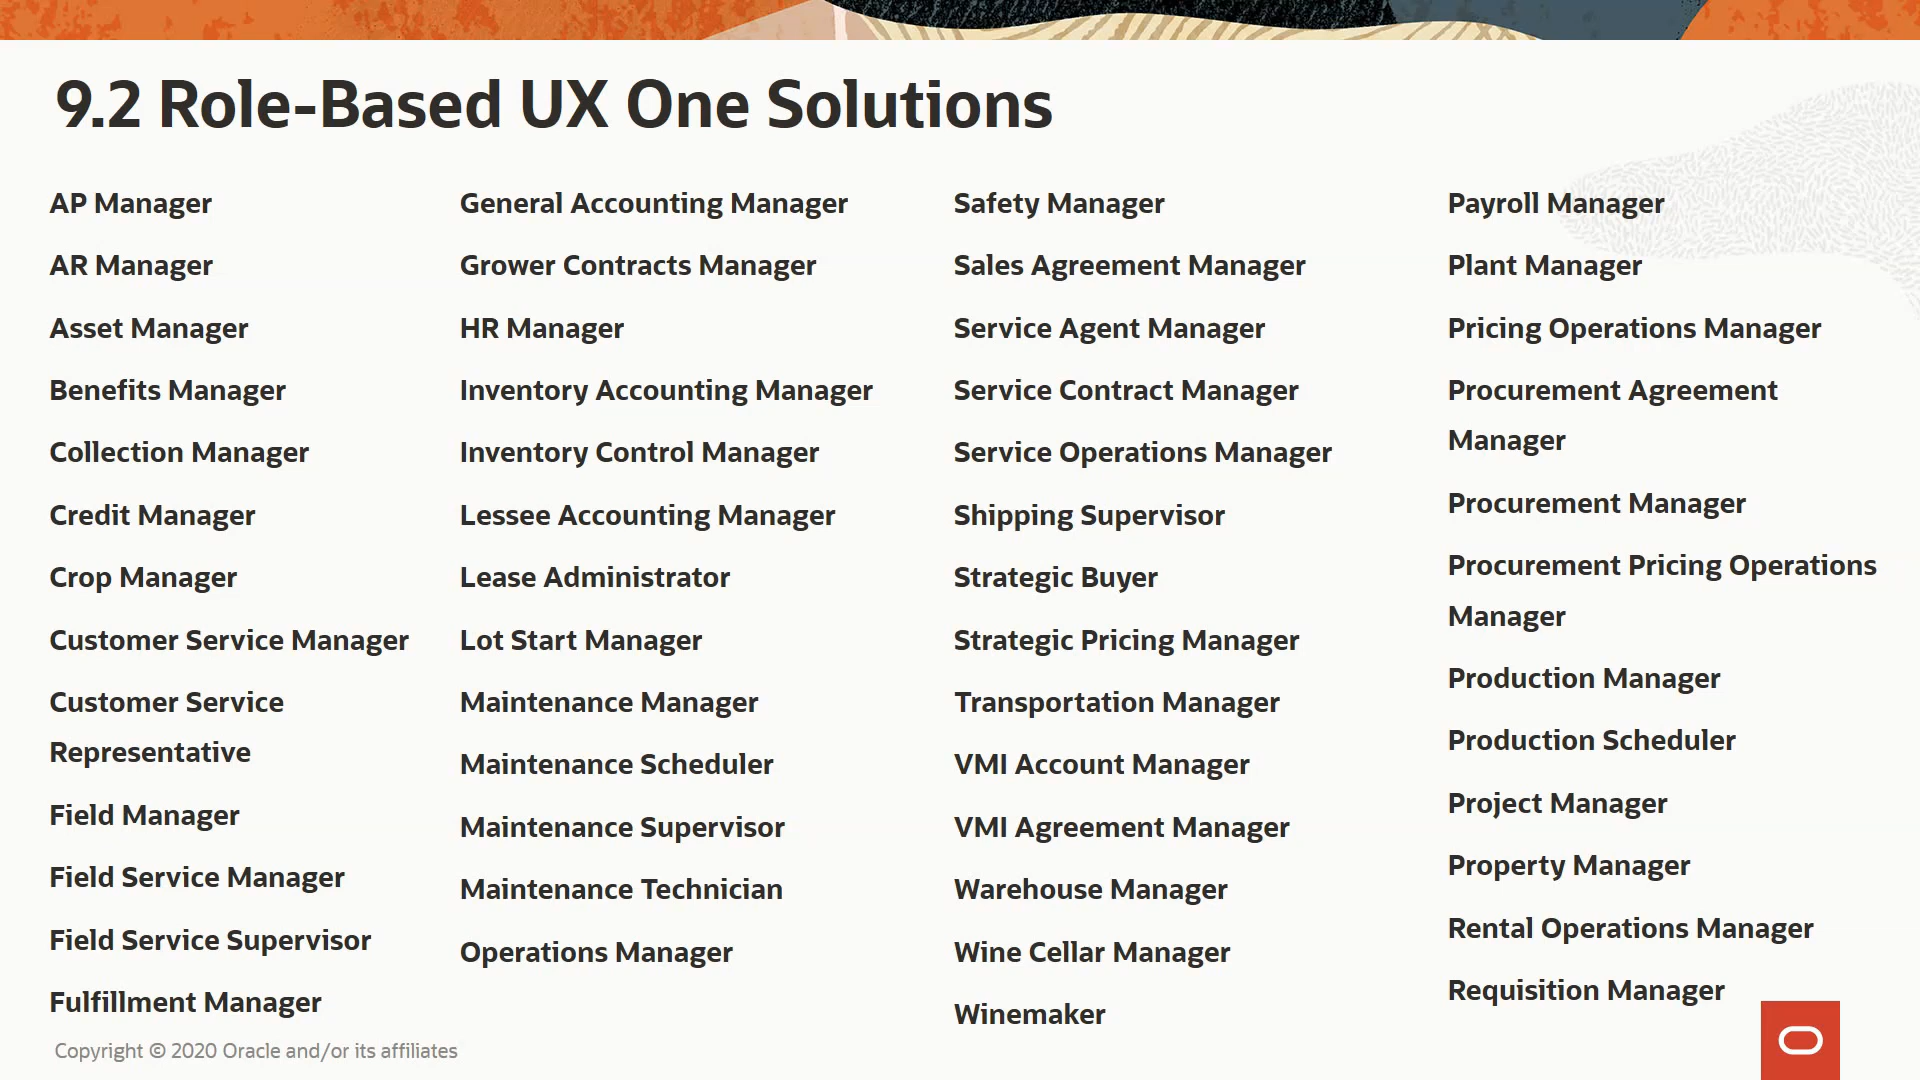 9.2 Role-Based UX One Solutions
AP Manager
AR Manager
Asset Manager
Benefits Manager
Collection Manager
Credit Manager
Crop Manager
Customer Service Manager
Customer Service
Representative
Field Manager
Field Service Manager
Field Service Supervisor
Fulfillment Manager
General Accounting Manager
Grower Contracts Manager
HR Manager
Inventory Accounting Manager
Inventory Control Manager
Lessee Accounting Manager
Lease Administrator
Lot Start Manager
Maintenance Manager
Maintenance Scheduler
Maintenance Supervisor
Maintenance Technician
Operations Manager
Safety Manager
Sales Agreement Manager
Service Agent Manager
Service Contract Manager
Service Operations Manager
Shipping Supervisor
Strategic Buyer
Strategic Pricing Manager
Transportation Manager
VMI Account Manager
VMI Agreement Manager
Warehouse Manager
Wine Cellar Manager
Winemaker
Payroll Manager
Plant Manager
Pricing Operations Manager
Procurement Agreement
Manager
Procurement Manager
Procurement Pricing Operations
Manager
Production Manager
Production Scheduler
Project Manager
Property Manager
Rental Operations Manager
Requisition Manager
Copyright © 2020 Oracle and/or its affiliates